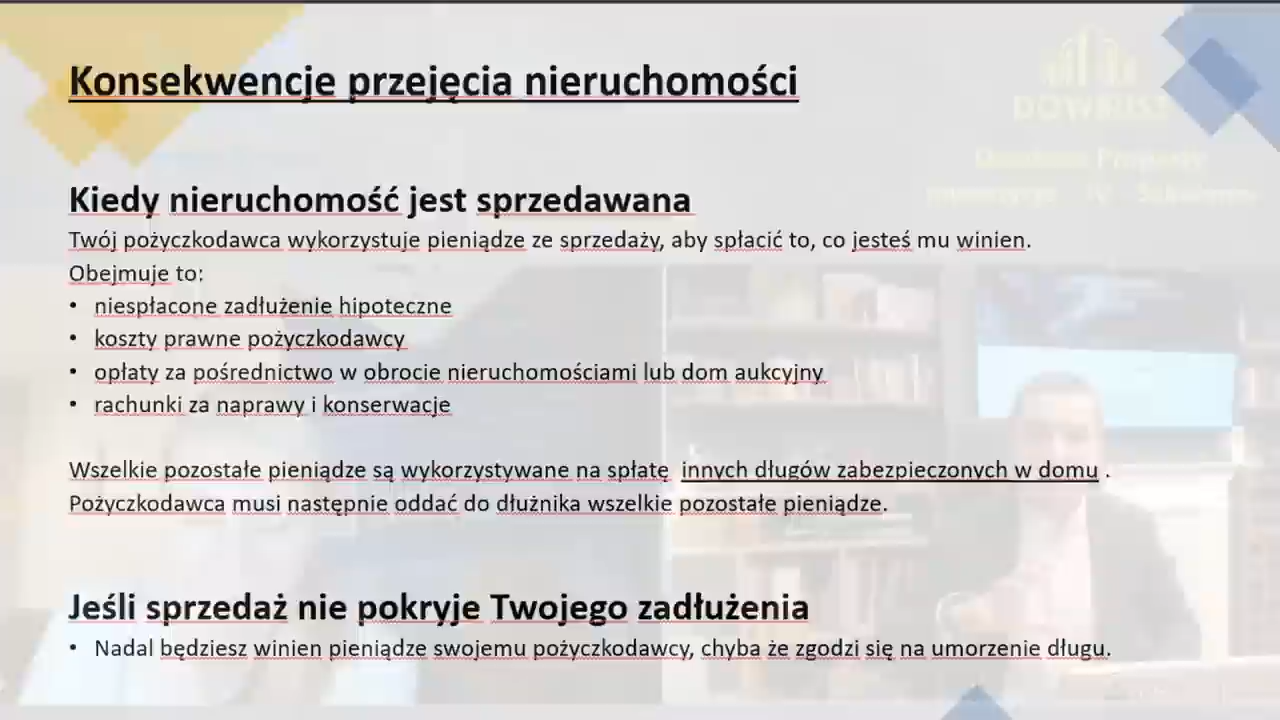 Konsekwencje przejęcia nieruchomości
Kiedy nieruchomość jest sprzedawana
Twój pożyczkodawca wykorzystuje pieniądze ze sprzedaży, aby spłacić to, co jesteś mu winien.
Obejmuje to:
• niespłacone zadłużenie hipoteczne
• koszty prawne pożyczkodawcy
• opłaty za pośrednictwo w obrocie nieruchomościami lub dom aukcyjny
• rachunki za naprawy i konserwacje
Wszelkie pozostałe pieniądze są wykorzystywane na spłatę innych długów zabezpieczonych w domu .
Pożyczkodawca musi następnie oddać do dłużnika wszelkie pozostałe pieniądze.
Jeśli sprzedaż nie pokryje Twojego zadłużenia
• Nadal będziesz winien pieniądze swojemu pożyczkodawcy, chyba że zgodzi się na umorzenie długu.